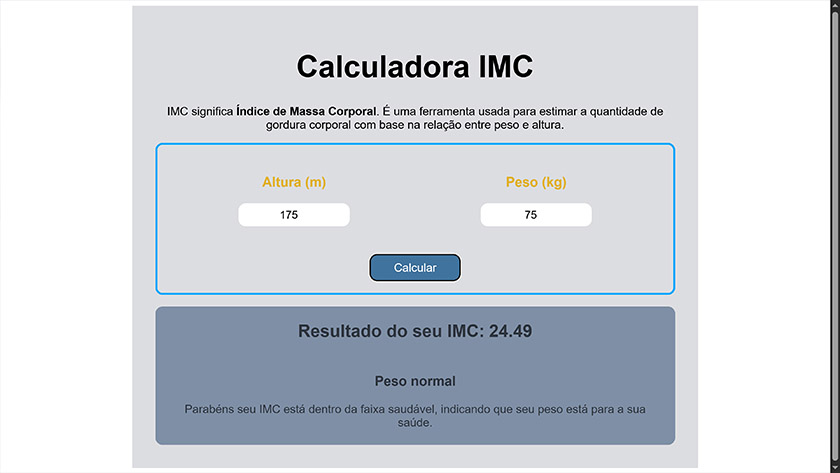 Calculadora IMC
IMC significa Índice de Massa Corporal. É uma ferramenta usada para estimar a quantidade de
gordura corporal com base na relação entre peso e altura.
Altura (m) Peso (kg)
175 75
Calcular
Resultado do seu IMC: 24.49
Peso normal
Parabéns seu IMC está dentro da faixa saudável, indicando que seu peso está para a sua
saúde.